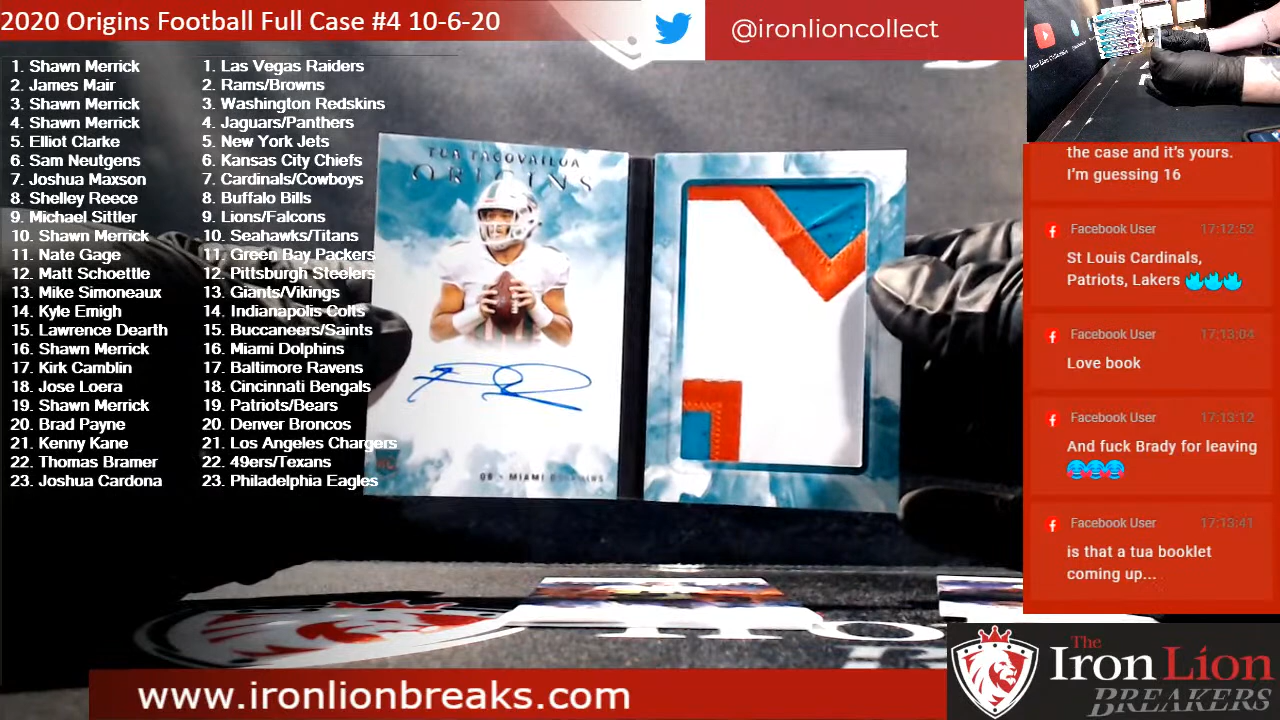 2020 Origins Football Full Case #4 10-6-20
@ironlioncollect
1. Shawn Merrick
2. James Mair
3. Shawn Merrick
4. Shawn Merrick
5. Elliot Clarke
6. Sam Neutgens
7. Joshua Maxson
8. Shelley Reece
9. Michael Sittler
10. Shawn Merrick
11. Nate Gage
12. Matt Schoettle
13. Mike Simoneaux
14. Kyle Emigh
15. Lawrence Dearth
16. Shawn Merrick
17. Kirk Camblin
18. Jose Loera
19. Shawn Merrick
20. Brad Payne
21. Kenny Kane
22. Thomas Bramer
23. Joshua Cardona
1. Las Vegas Raiders
2. Rams/Browns
3. Washington Redskins
4. Jaguars/Panthers
5. New York Jets
6. Kansas City Chiefs
7. Cardinals/Cowboys
8. Buffalo Bills
9. Lions/Falcons
10. Seahawks/Titans
11. Green Bay Packers
12. Pittsburgh Steelers
13. Giants/Vikings
14. Indianapolis Colts
15. Buccaneers/Saints
16. Miami Dolphins
17. Baltimore Ravens
18. Cincinnati Bengals
19. Patriots/Bears
20. Denver Broncos
21. Los Angeles Chargers
22. 49ers/Texans
23. Philadelphia Eagles
TUA TAGOVAILOA
ORIGINS
QB - MIAMI DOLPHINS
the case and it's yours.
I'm guessing 16
Facebook User 17:12:52
St Louis Cardinals,
Patriots, Lakers
Facebook User 17:13:04
Love book
Facebook User 17:13:12
And fuck Brady for leaving
Facebook User 17:13:41
is that a tua booklet
coming up...
www.ironlionbreaks.com
The
Iron Lion
BREAKERS